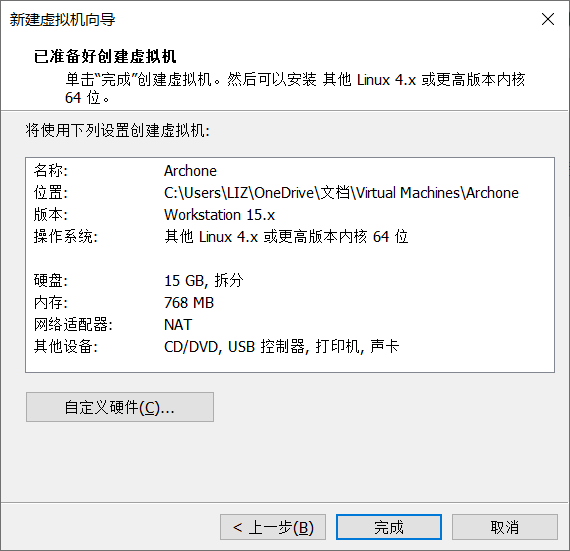 新建虚拟机向导
已准备好创建虚拟机
单击“完成”创建虚拟机。然后可以安装 其他 Linux 4.x 或更高版本内核
64 位。
将使用下列设置创建虚拟机:
名称: Archone
位置: C:\Users\LIZ\OneDrive\文档\Virtual Machines\Archone
版本: Workstation 15.x
操作系统: 其他 Linux 4.x 或更高版本内核 64 位
硬盘: 15 GB, 拆分
内存: 768 MB
网络适配器: NAT
其他设备: CD/DVD, USB 控制器, 打印机, 声卡
自定义硬件(C)...
< 上一步(B) 完成 取消